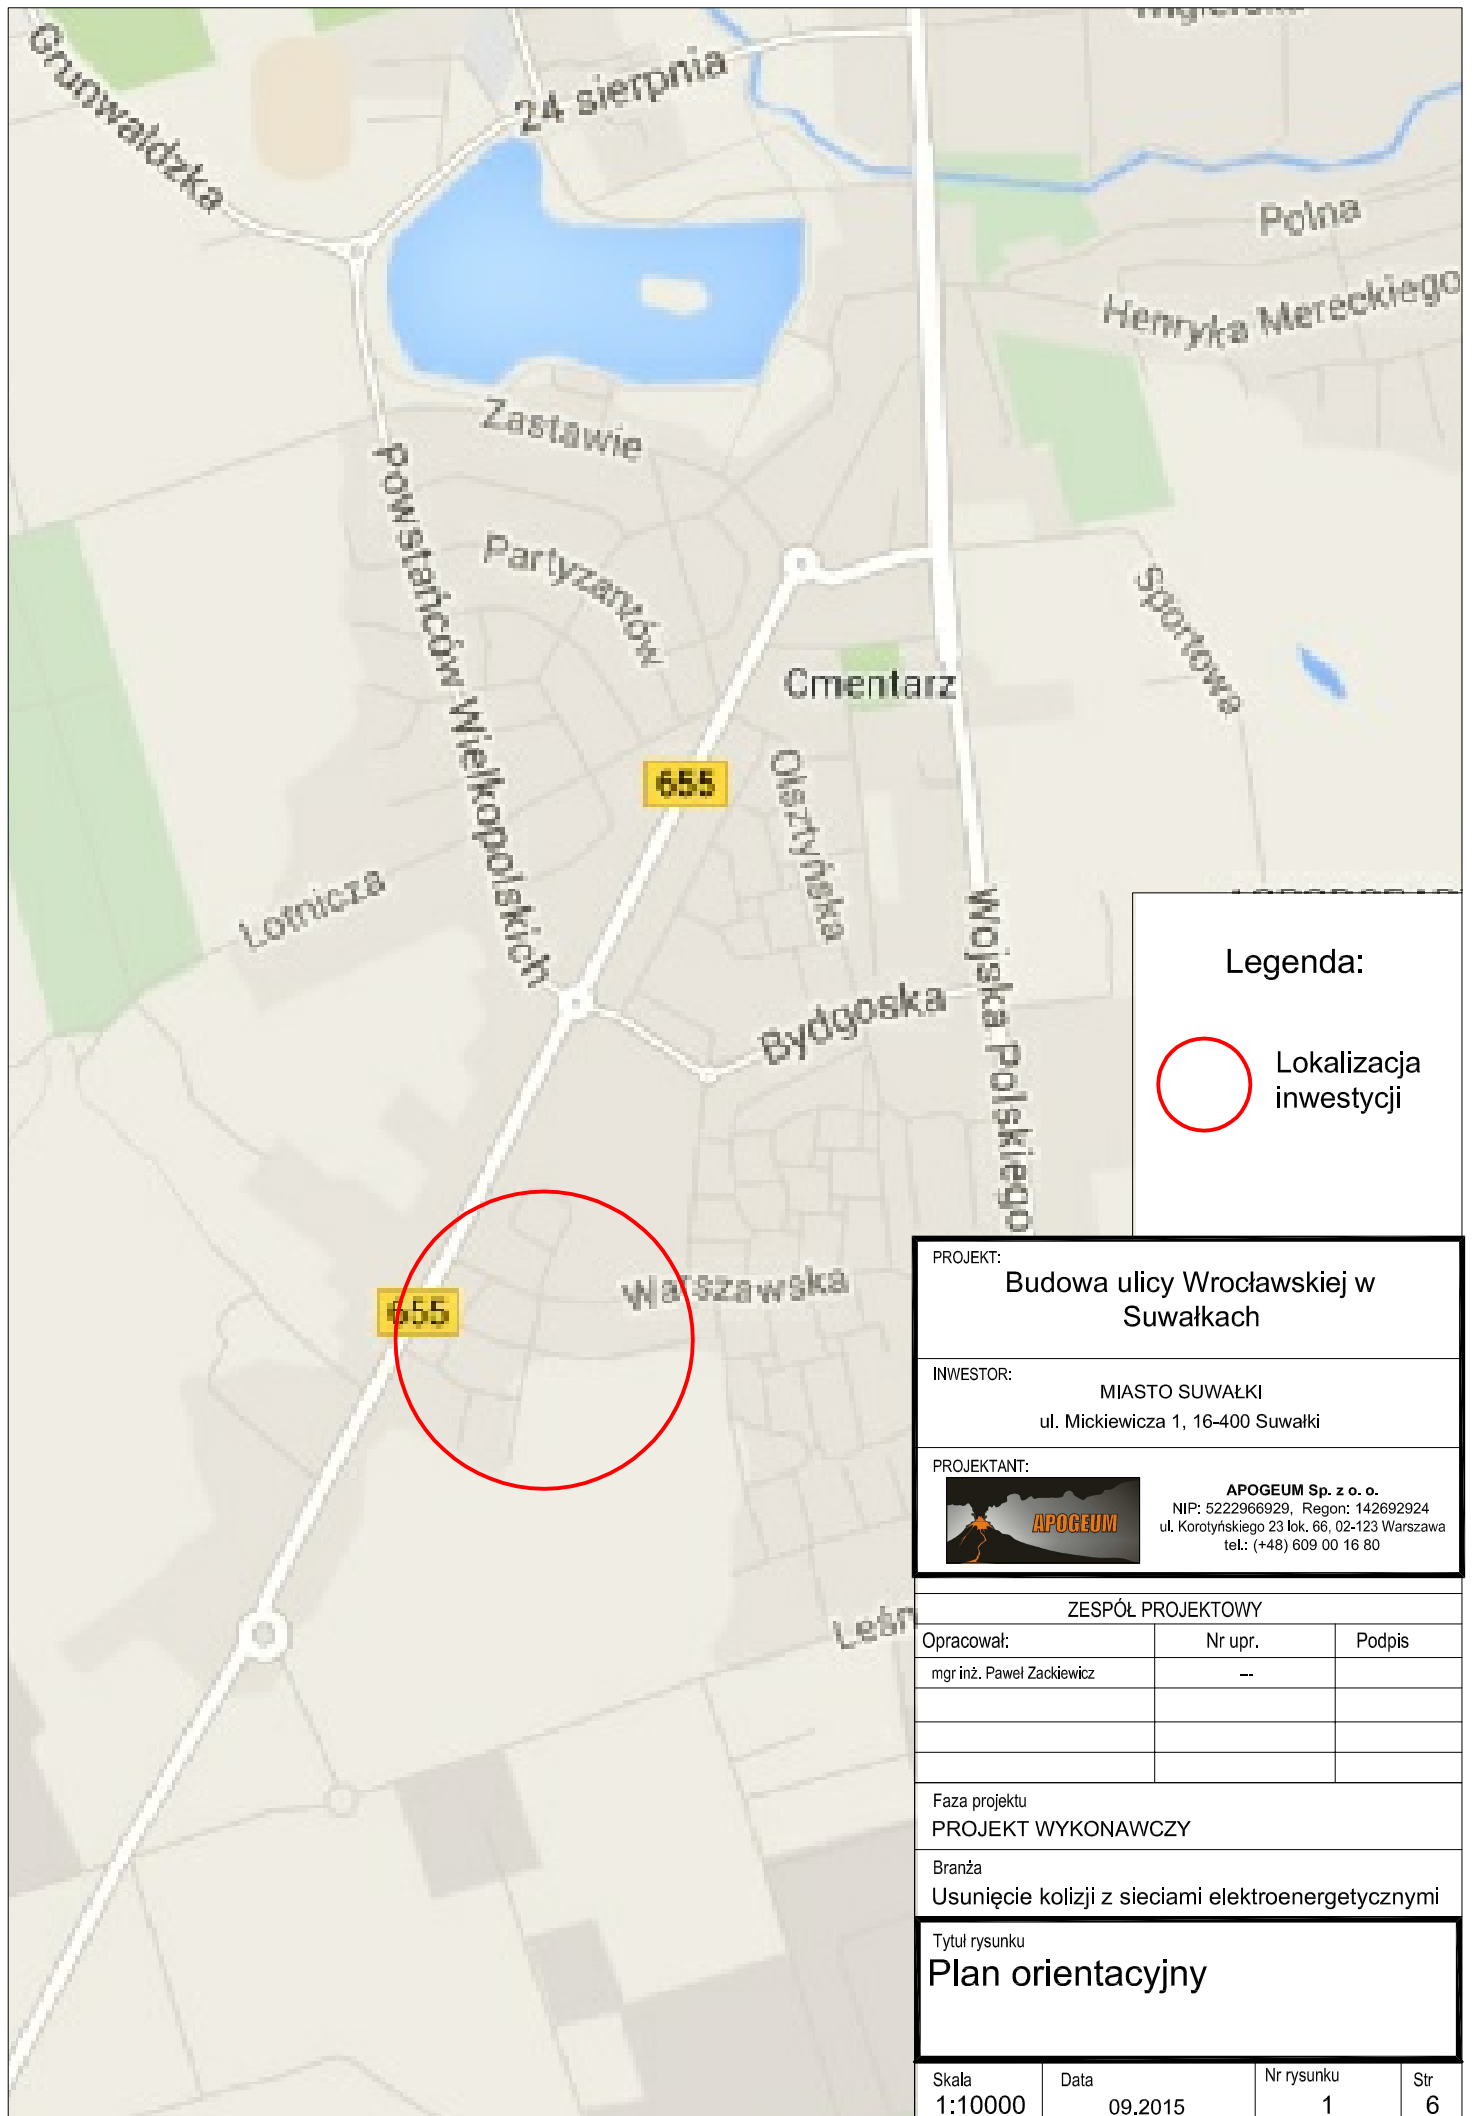 Grunwaldzka
24 sierpnia
Polna
Henryka Mereckiego
Zastawie
Powstańców Wielkopolskich
Partyzantów
Sportowa
Cmentarz
655
Olsztyńska
Lotnicza
Wojska Polskiego
Bydgoska
Legenda:
Lokalizacja
inwestycji
Warszawska
655
PROJEKT:
Budowa ulicy Wrocławskiej w
Suwałkach
INWESTOR:
MIASTO SUWAŁKI
ul. Mickiewicza 1, 16-400 Suwałki
PROJEKTANT:
APOGEUM
APOGEUM Sp. z o. o.
NIP: 5222966929, Regon: 142692924
ul. Korotyńskiego 23 lok. 66, 02-123 Warszawa
tel.: (+48) 609 00 16 80
Leśn
ZESPÓŁ PROJEKTOWY
Opracował: Nr upr. Podpis
mgr inż. Paweł Zackiewicz ---
Faza projektu
PROJEKT WYKONAWCZY
Branża
Usunięcie kolizji z sieciami elektroenergetycznymi
Tytuł rysunku
Plan orientacyjny
Skala Data Nr rysunku Str
1:10000 09.2015 1 6